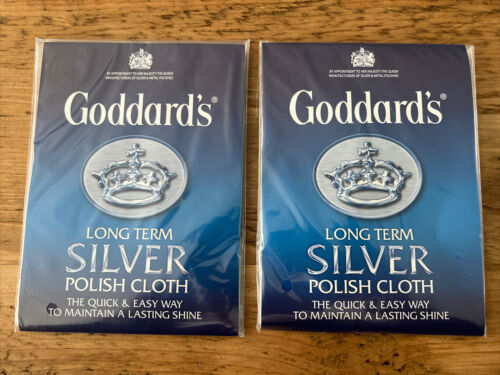 BY APPOINTMENT TO HER MAJESTY THE QUEEN
MANUFACTURERS OF SILVER & METAL POLISHES
Goddard's®
LONG TERM
SILVER
POLISH CLOTH
THE QUICK & EASY WAY
TO MAINTAIN A LASTING SHINE
BY APPOINTMENT TO HER MAJESTY THE QUEEN
MANUFACTURERS OF SILVER & METAL POLISHES
Goddard's®
LONG TERM
SILVER
POLISH CLOTH
THE QUICK & EASY WAY
TO MAINTAIN A LASTING SHINE